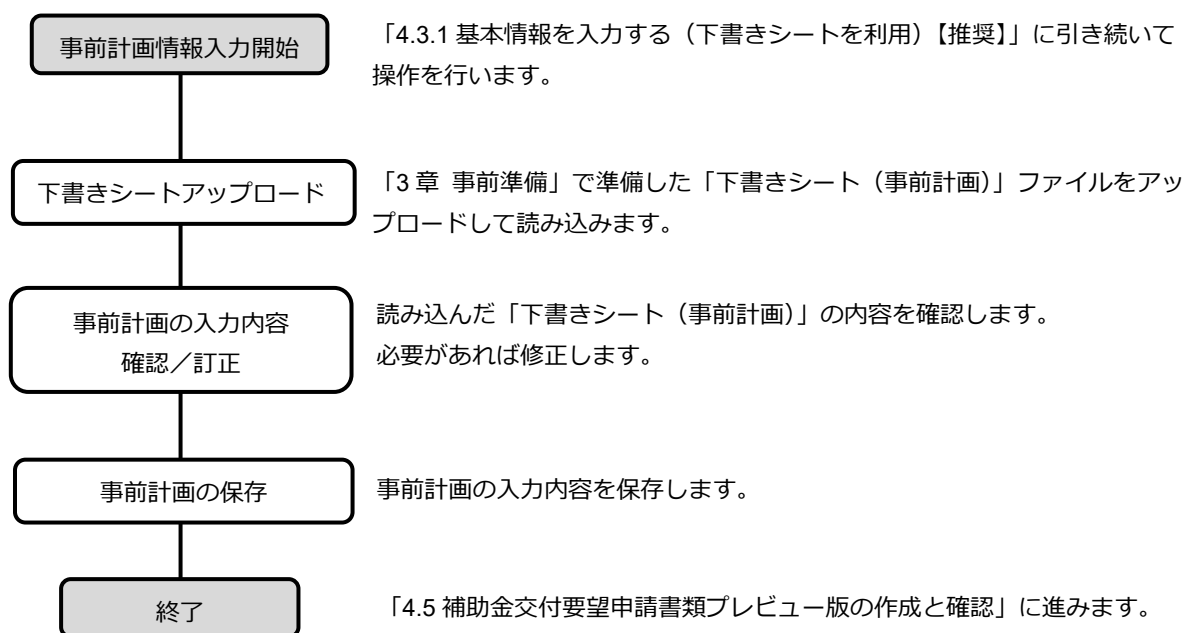 事前計画情報入力開始
「4.3.1 基本情報を入力する（下書きシートを利用）【推奨】」に引き続いて
操作を行います。
下書きシートアップロード
「3 章 事前準備」で準備した「下書きシート（事前計画）」ファイルをアッ
プロードして読み込みます。
事前計画の入力内容
確認／訂正
読み込んだ「下書きシート（事前計画）」の内容を確認します。
必要があれば修正します。
事前計画の保存
事前計画の入力内容を保存します。
終了
「4.5 補助金交付要望申請書類プレビュー版の作成と確認」に進みます。